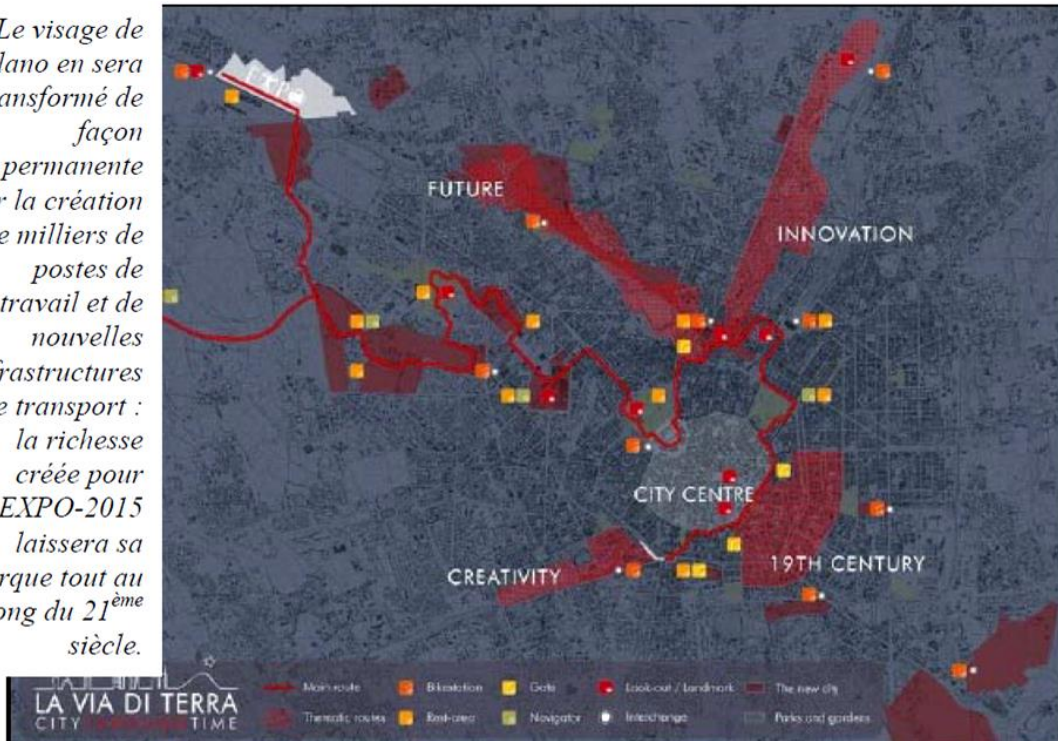 Le visage de
lano en sera
ansformé de
façon
permanente
r la création
e milliers de
postes de
travail et de
nouvelles
frastructures
e transport :
la richesse
créée pour
EXPO-2015
laissera sa
rque tout au
ong du 21ème
siècle.
EXPO
FUTURE
INNOVATION
CITY CENTRE
CREATIVITY
19TH CENTURY
LA VIA DI TERRA
CITY THROUGH TIME
Main route
Bikestation
Gate
Look-out / Landmark
The new city
Thematic routes
Rest-area
Navigator
Interchange
Parks and gardens